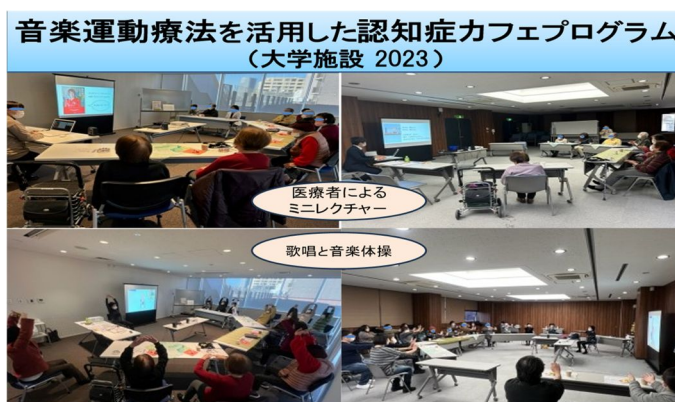 音楽運動療法を活用した認知症カフェプログラム
（大学施設 2023）
医療者による
ミニレクチャー
歌唱と音楽体操